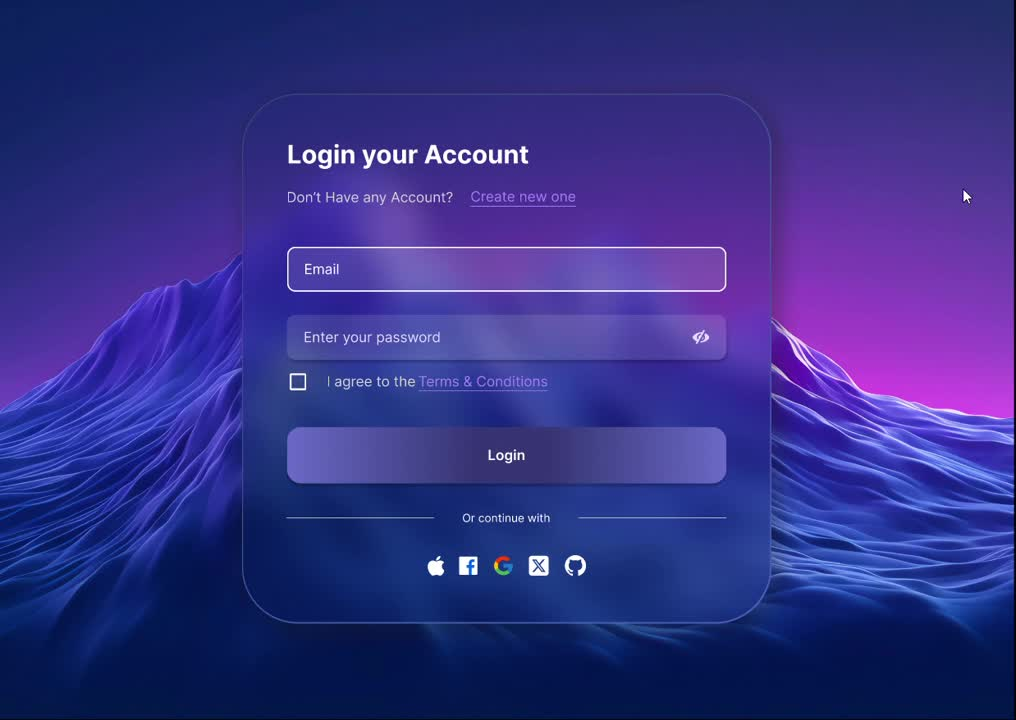 Login your Account
Don't Have any Account? Create new one
Email
Enter your password
I agree to the Terms & Conditions
Login
Or continue with